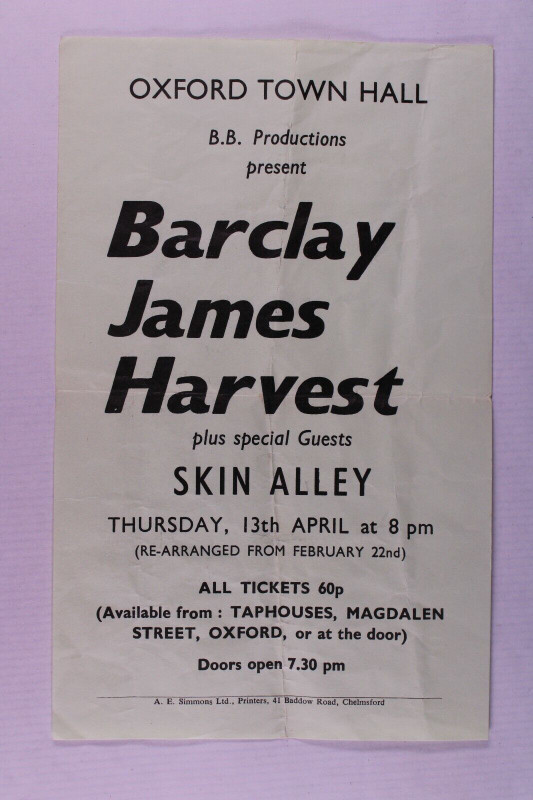 OXFORD TOWN HALL
B.B. Productions
present
Barclay
James
Harvest
plus special Guests
SKIN ALLEY
THURSDAY, 13th APRIL at 8 pm
(RE-ARRANGED FROM FEBRUARY 22nd)
ALL TICKETS 60p
(Available from : TAPHOUSES, MAGDALEN
STREET, OXFORD, or at the door)
Doors open 7.30 pm
A. E. Simmons Ltd., Printers, 41 Baddow Road, Chelmsford